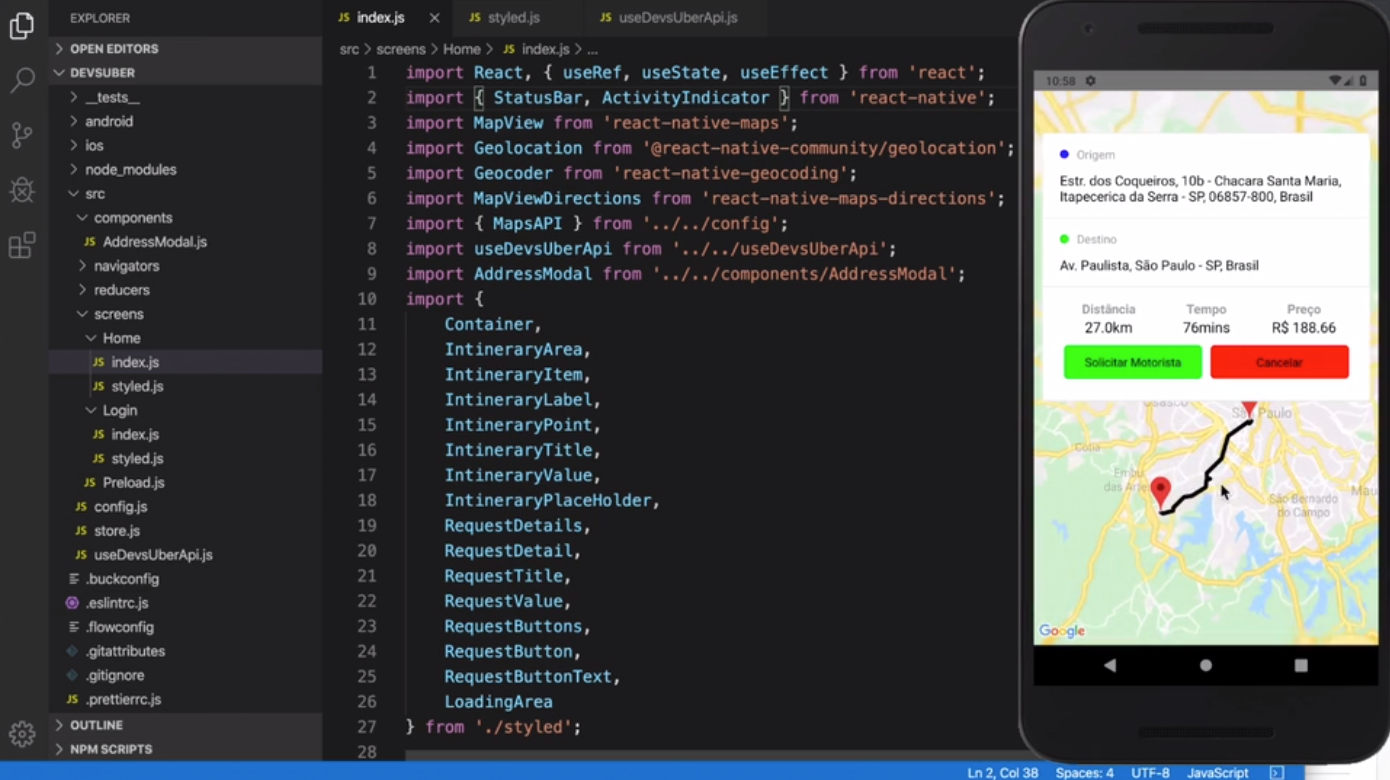 EXPLORER
OPEN EDITORS
DEVSUBER
__tests__
android
ios
node_modules
src
components
JS AddressModal.js
navigators
reducers
screens
Home
JS index.js
JS styled.js
Login
JS index.js
JS styled.js
JS Preload.js
JS config.js
JS store.js
JS useDevsUberApi.js
.buckconfig
.eslintrc.js
.flowconfig
.gitattributes
.gitignore
JS .prettierrc.js
OUTLINE
NPM SCRIPTS
JS index.js ×
JS styled.js
JS useDevsUberApi.js
src > screens > Home > JS index.js > ...
1 import React, { useRef, useState, useEffect } from 'react';
2 import { StatusBar, ActivityIndicator } from 'react-native';
3 import MapView from 'react-native-maps';
4 import Geolocation from '@react-native-community/geolocation';
5 import Geocoder from 'react-native-geocoding';
6 import MapViewDirections from 'react-native-maps-directions';
7 import { MapsAPI } from '../../config';
8 import useDevsUberApi from '../../useDevsUberApi';
9 import AddressModal from '../../components/AddressModal';
10 import {
11 Container,
12 IntineraryArea,
13 IntineraryItem,
14 IntineraryLabel,
15 IntineraryPoint,
16 IntineraryTitle,
17 IntineraryValue,
18 IntineraryPlaceHolder,
19 RequestDetails,
20 RequestDetail,
21 RequestTitle,
22 RequestValue,
23 RequestButtons,
24 RequestButton,
25 RequestButtonText,
26 LoadingArea
27 } from './styled';
28
10:58
Origem
Estr. dos Coqueiros, 10b - Chacara Santa Maria,
Itapecerica da Serra - SP, 06857-800, Brasil
Destino
Av. Paulista, São Paulo - SP, Brasil
Distância Tempo Preço
27.0km 76mins R$ 188.66
Solicitar Motorista Cancelar
Osasco
São Paulo
Cotia
Embu
das Artes
São Bernardo
do Campo
Mau
Google
Ln 2, Col 38 Spaces: 4 UTF-8 JavaScript